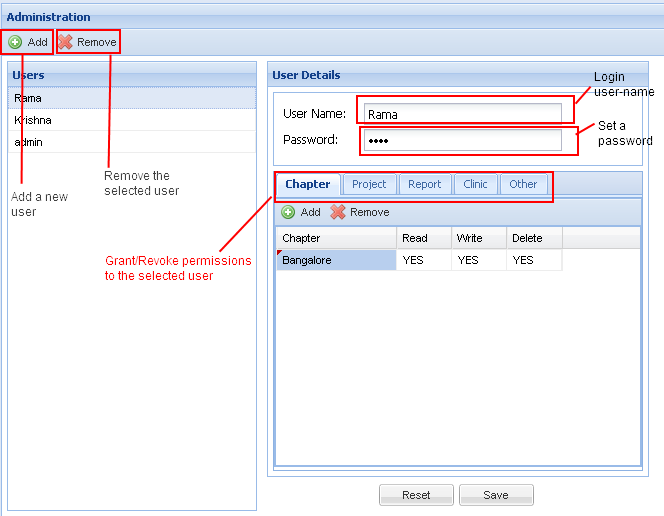 Administration
Add Remove
Users
Rama
Krishna
admin
Add a new
user
Remove the
selected user
Grant/Revoke permissions
to the selected user
User Details
User Name: Rama
Password: ••••
Login
user-name
Set a
password
Chapter Project Report Clinic Other
Add Remove
Chapter Read Write Delete
Bangalore YES YES YES
Reset Save